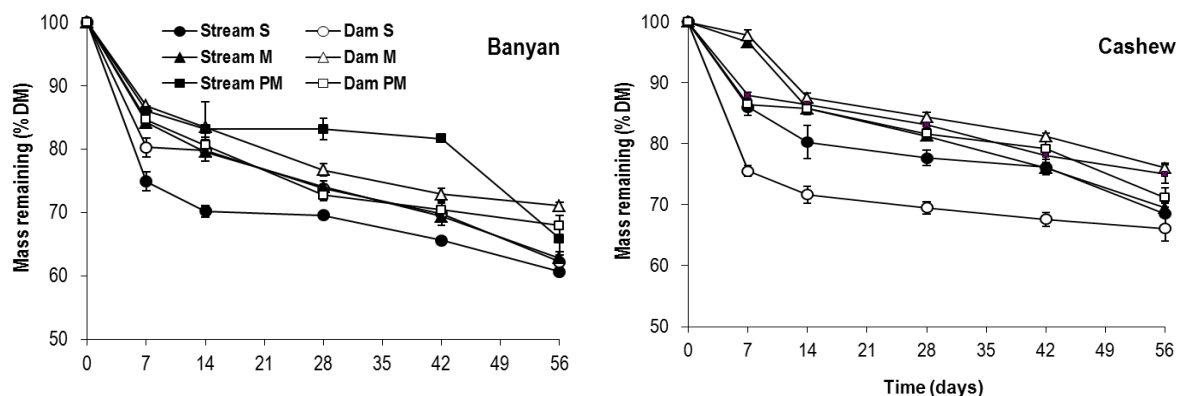 Banyan
Stream S
Dam S
Stream M
Dam M
Stream PM
Dam PM
Mass remaining (% DM)
100
90
80
70
60
50
0 7 14 21 28 35 42 49 56
Cashew
Mass remaining (% DM)
100
90
80
70
60
50
0 7 14 21 28 35 42 49 56
Time (days)